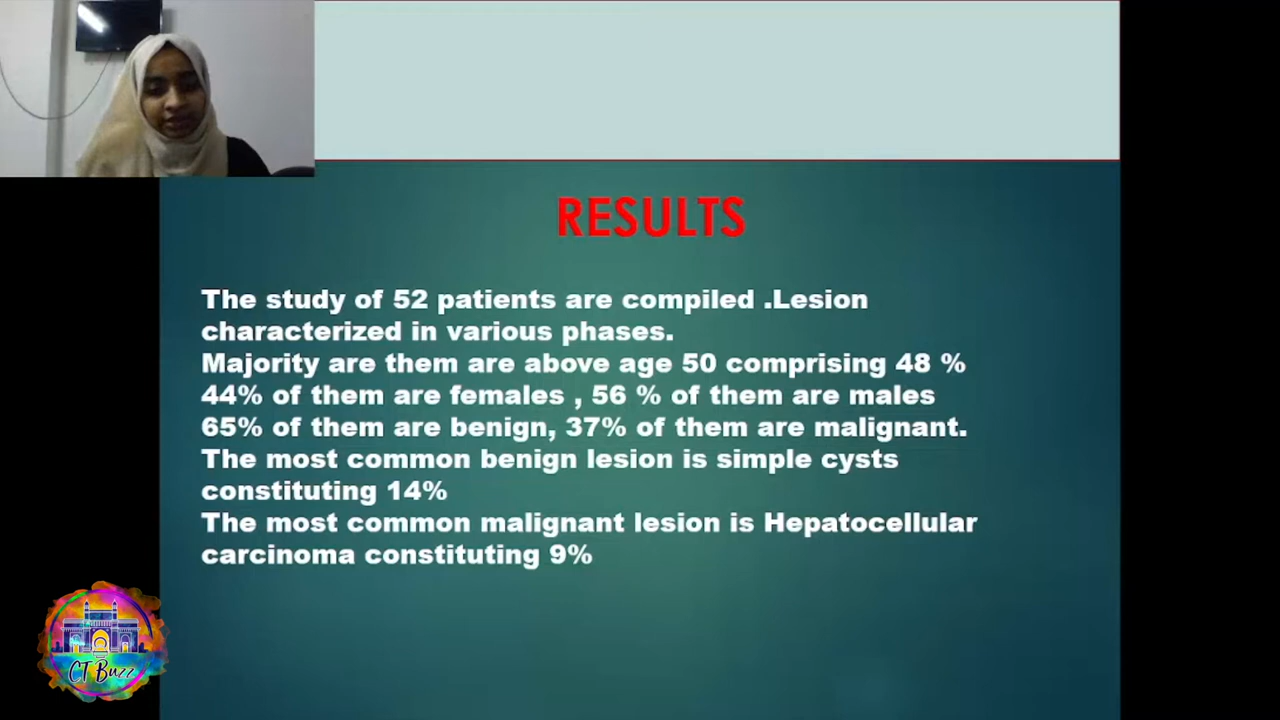 RESULTS
The study of 52 patients are compiled .Lesion
characterized in various phases.
Majority are them are above age 50 comprising 48 %
44% of them are females , 56 % of them are males
65% of them are benign, 37% of them are malignant.
The most common benign lesion is simple cysts
constituting 14%
The most common malignant lesion is Hepatocellular
carcinoma constituting 9%
CT Buzz